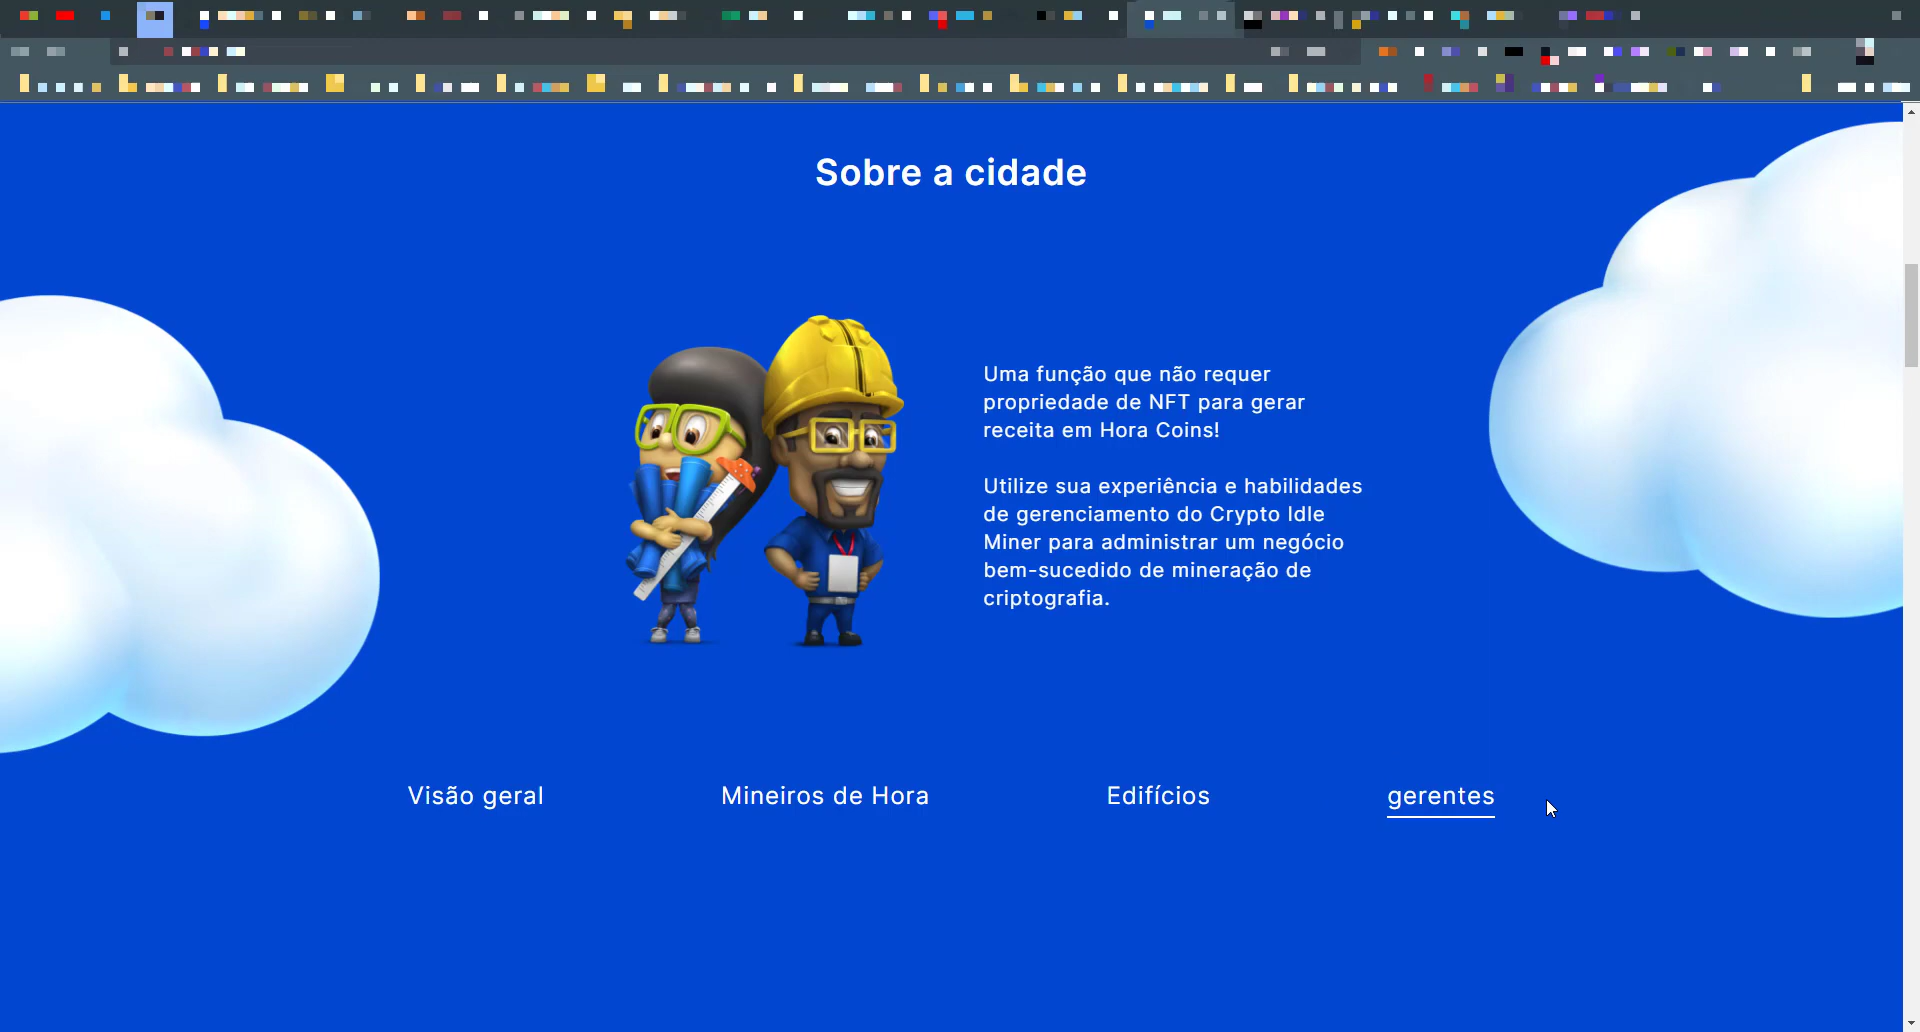 Sobre a cidade
Uma função que não requer
propriedade de NFT para gerar
receita em Hora Coins!
Utilize sua experiência e habilidades
de gerenciamento do Crypto Idle
Miner para administrar um negócio
bem-sucedido de mineração de
criptografia.
Visão geral
Mineiros de Hora
Edifícios
gerentes